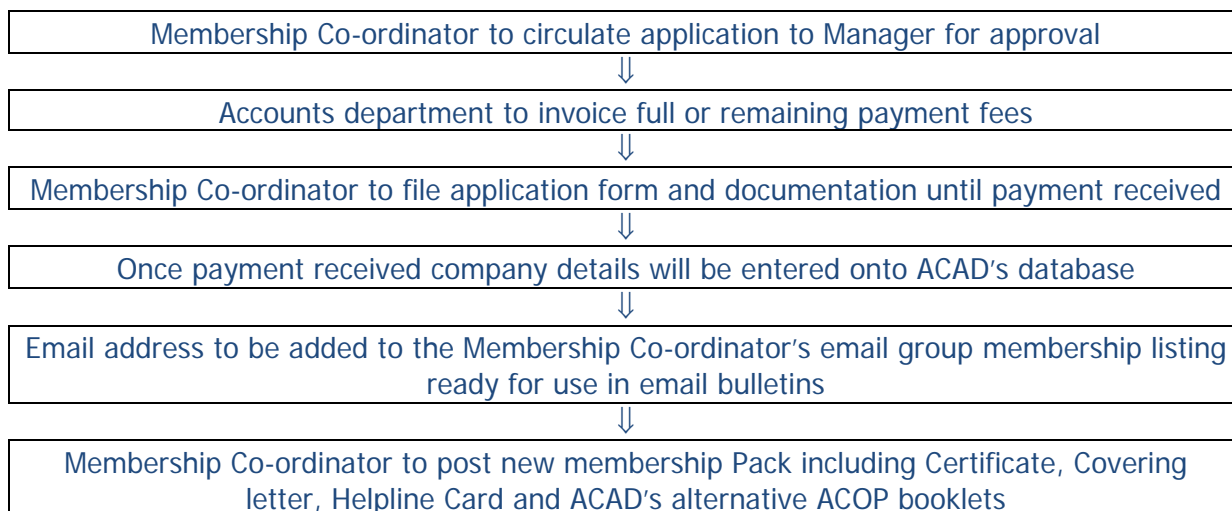 Membership Co-ordinator to circulate application to Manager for approval
⇓
Accounts department to invoice full or remaining payment fees
⇓
Membership Co-ordinator to file application form and documentation until payment received
⇓
Once payment received company details will be entered onto ACAD's database
⇓
Email address to be added to the Membership Co-ordinator's email group membership listing
ready for use in email bulletins
⇓
Membership Co-ordinator to post new membership Pack including Certificate, Covering
letter, Helpline Card and ACAD's alternative ACOP booklets